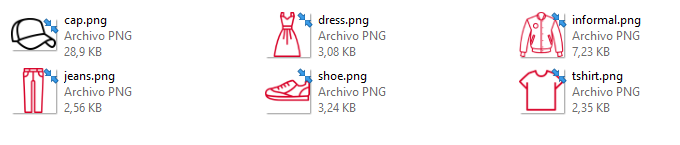 cap.png
Archivo PNG
28,9 KB
dress.png
Archivo PNG
3,08 KB
informal.png
Archivo PNG
7,23 KB
jeans.png
Archivo PNG
2,56 KB
shoe.png
Archivo PNG
3,24 KB
tshirt.png
Archivo PNG
2,35 KB